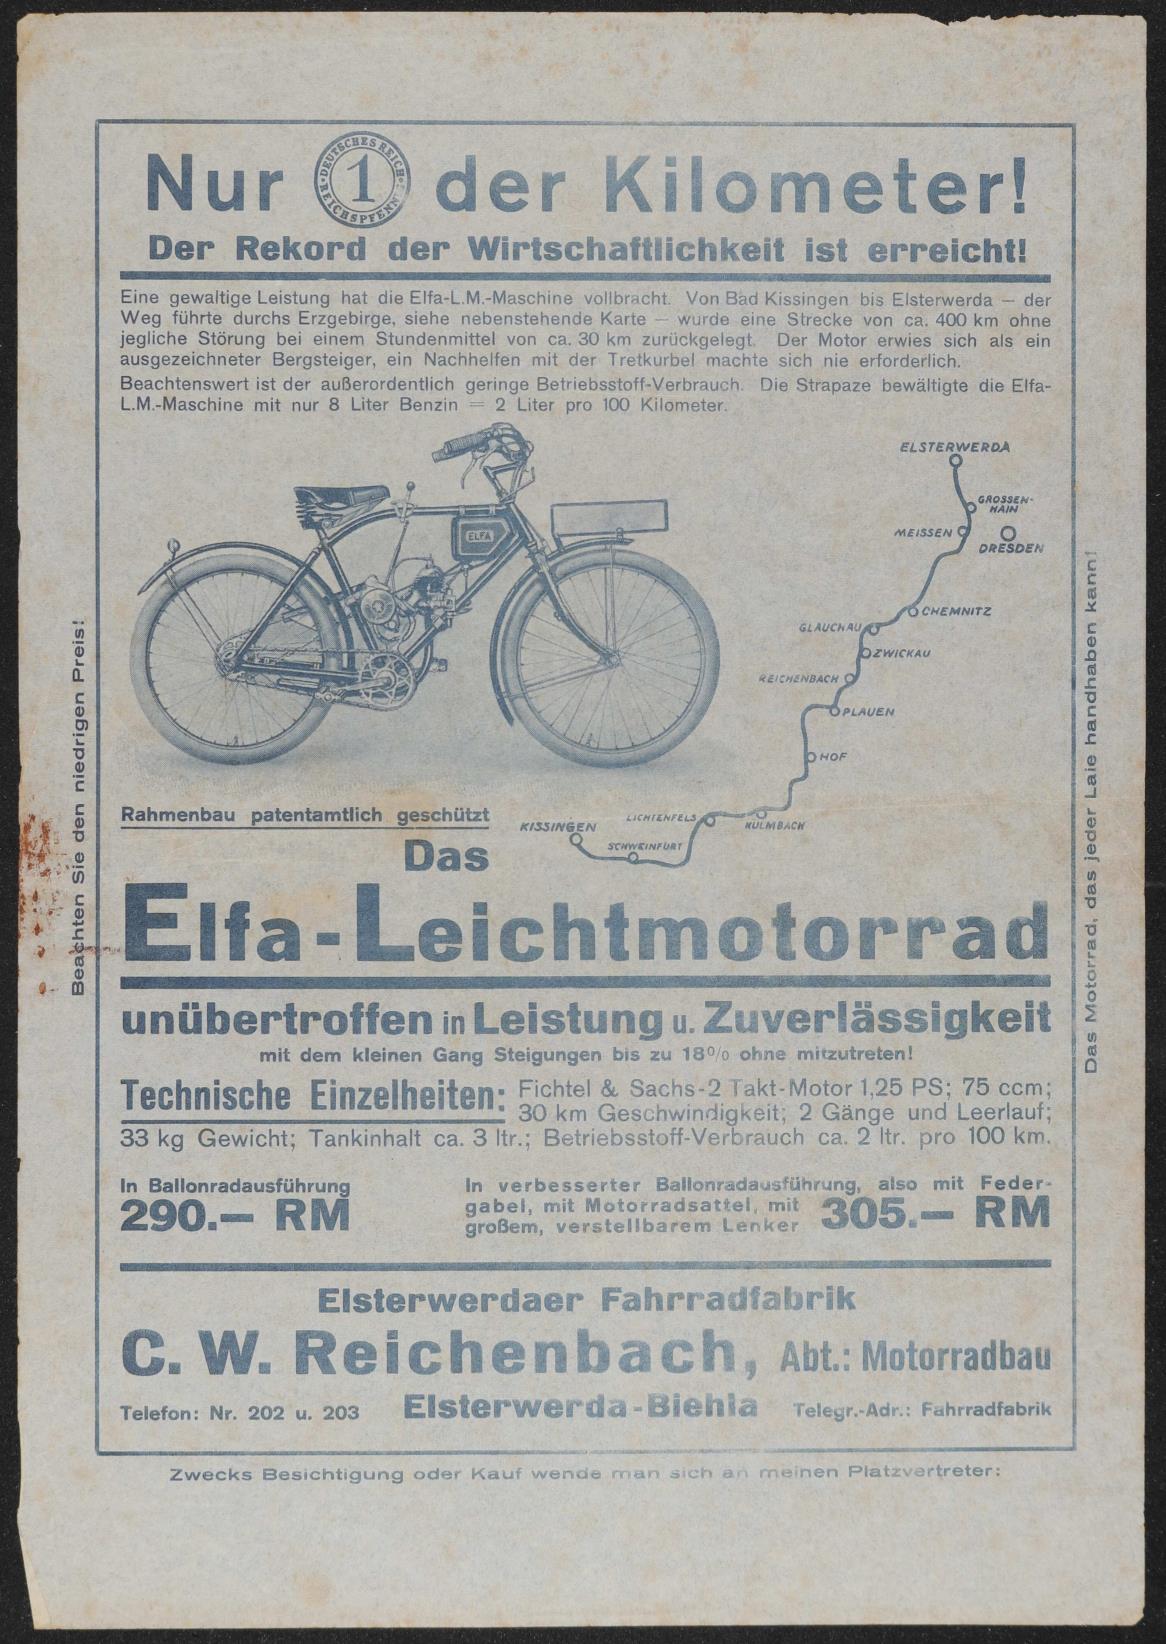 Nur 1 der Kilometer!
DEUTSCHES REICH
REICHSPFENNIG
Der Rekord der Wirtschaftlichkeit ist erreicht!
Eine gewaltige Leistung hat die Elfa-L.M.-Maschine vollbracht. Von Bad Kissingen bis Elsterwerda — der
Weg führte durchs Erzgebirge, siehe nebenstehende Karte — wurde eine Strecke von ca. 400 km ohne
jegliche Störung bei einem Stundenmittel von ca. 30 km zurückgelegt. Der Motor erwies sich als ein
ausgezeichneter Bergsteiger, ein Nachhelfen mit der Tretkurbel machte sich nie erforderlich.
Beachtenswert ist der außerordentlich geringe Betriebsstoff-Verbrauch. Die Strapaze bewältigte die Elfa-
L.M.-Maschine mit nur 8 Liter Benzin = 2 Liter pro 100 Kilometer.
ELFA
ELSTERWERDA
GROSSEN-
HAIN
MEISSEN
DRESDEN
CHEMNITZ
GLAUCHAU
ZWICKAU
REICHENBACH
PLAUEN
HOF
KULMBACH
LICHTENFELS
SCHWEINFURT
KISSINGEN
Rahmenbau patentamtlich geschützt
Das
Elfa-Leichtmotorrad
unübertroffen in Leistung u. Zuverlässigkeit
mit dem kleinen Gang Steigungen bis zu 18% ohne mitzutreten!
Technische Einzelheiten: Fichtel & Sachs-2 Takt-Motor 1,25 PS; 75 ccm;
30 km Geschwindigkeit; 2 Gänge und Leerlauf;
33 kg Gewicht; Tankinhalt ca. 3 ltr.; Betriebsstoff-Verbrauch ca. 2 ltr. pro 100 km.
In Ballonradausführung
290.— RM
In verbesserter Ballonradausführung, also mit Feder-
gabel, mit Motorradsattel, mit
großem, verstellbarem Lenker
305.— RM
Elsterwerdaer Fahrradfabrik
C. W. Reichenbach, Abt.: Motorradbau
Telefon: Nr. 202 u. 203 Elsterwerda-Biehla Telegr.-Adr.: Fahrradfabrik
Zwecks Besichtigung oder Kauf wende man sich an meinen Platzvertreter:
Beachten Sie den niedrigen Preis!
Das Motorrad, das jeder Laie handhaben kann!